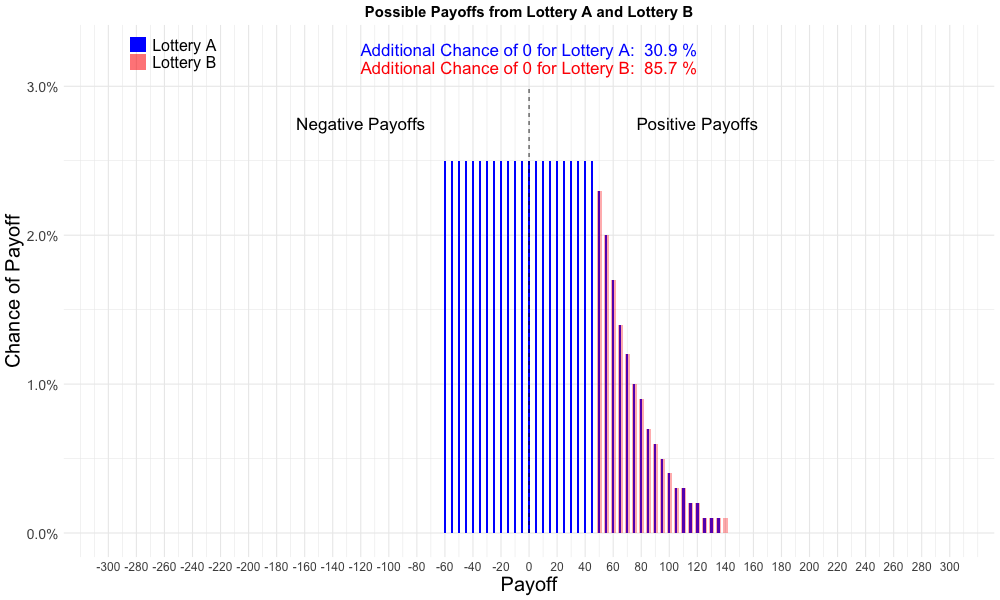 Possible Payoffs from Lottery A and Lottery B
Lottery A
Lottery B
Additional Chance of 0 for Lottery A:  30.9 %
Additional Chance of 0 for Lottery B:  85.7 %
Negative Payoffs
Positive Payoffs
Chance of Payoff
3.0%
2.0%
1.0%
0.0%
-300 -280 -260 -240 -220 -200 -180 -160 -140 -120 -100 -80 -60 -40 -20 0 20 40 60 80 100 120 140 160 180 200 220 240 260 280 300
Payoff